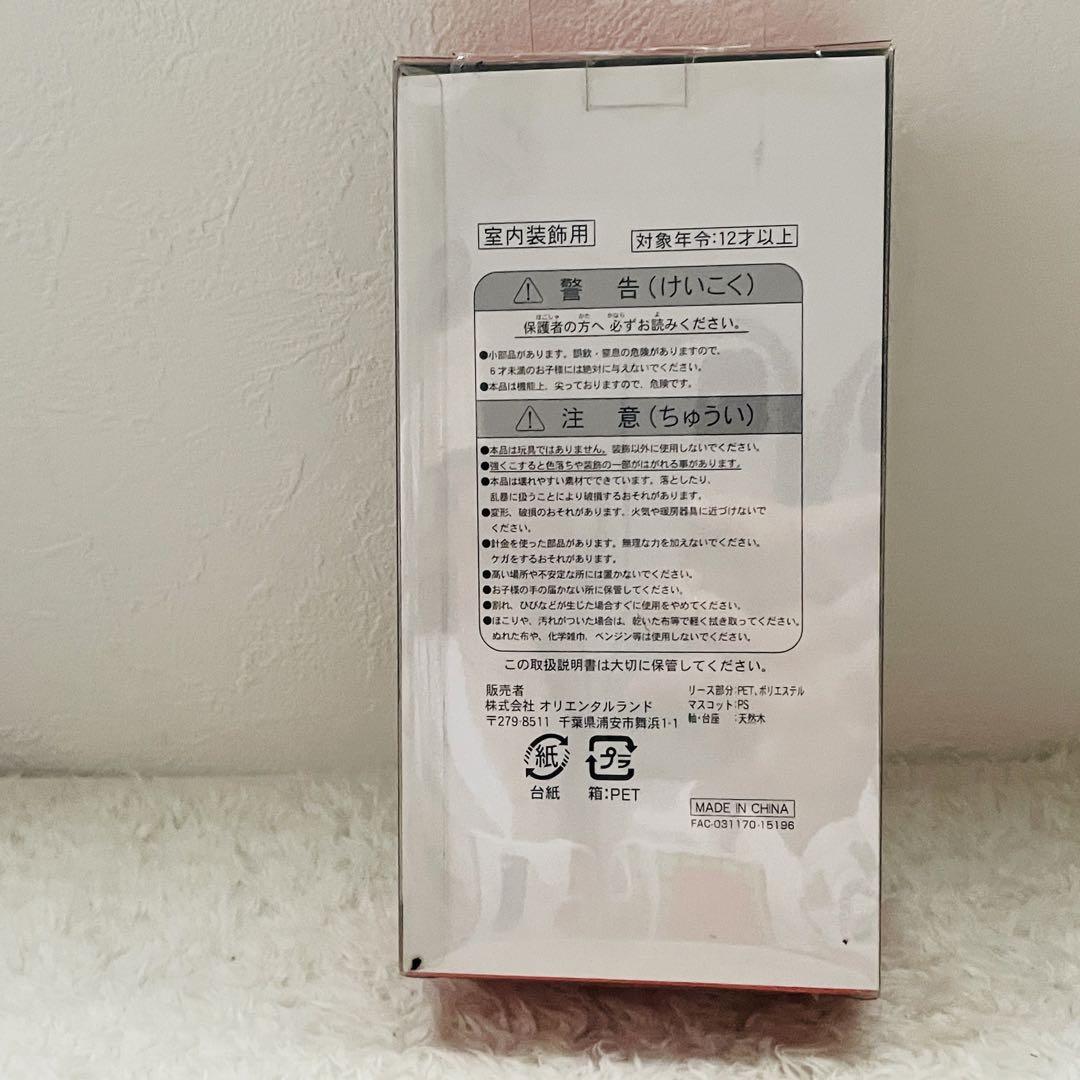 室内装飾用
対象年令:12才以上
警 告(けいこく)
保護者の方へ 必ずお読みください。
ほごしゃ かた かなら よ
●小部品があります。誤飲・窒息の危険がありますので、
6才未満のお子様には絶対に与えないでください。
●本品は機能上、尖っておりますので、危険です。
注 意(ちゅうい)
●本品は玩具ではありません。装飾以外に使用しないでください。
●強くこすると色落ちや装飾の一部がはがれる事があります。
●本品は壊れやすい素材でできています。落としたり、
乱暴に扱うことにより破損するおそれがあります。
●変形、破損のおそれがあります。火気や暖房器具に近づけないで
ください。
●針金を使った部品があります。無理な力を加えないでください。
ケガをするおそれがあります。
●高い場所や不安定な所には置かないでください。
●お子様の手の届かない所に保管してください。
●割れ、ひびなどが生じた場合すぐに使用をやめてください。
●ほこりや、汚れがついた場合は、乾いた布等で軽く拭き取ってください。
ぬれた布や、化学雑巾、ベンジン等は使用しないでください。
この取扱説明書は大切に保管してください。
販売者
株式会社 オリエンタルランド
〒279-8511 千葉県浦安市舞浜1-1
リース部分:PET、ポリエステル
マスコット:PS
軸・台座 :天然木
紙
プラ
台紙 箱:PET
MADE IN CHINA
FAC-031170-15196